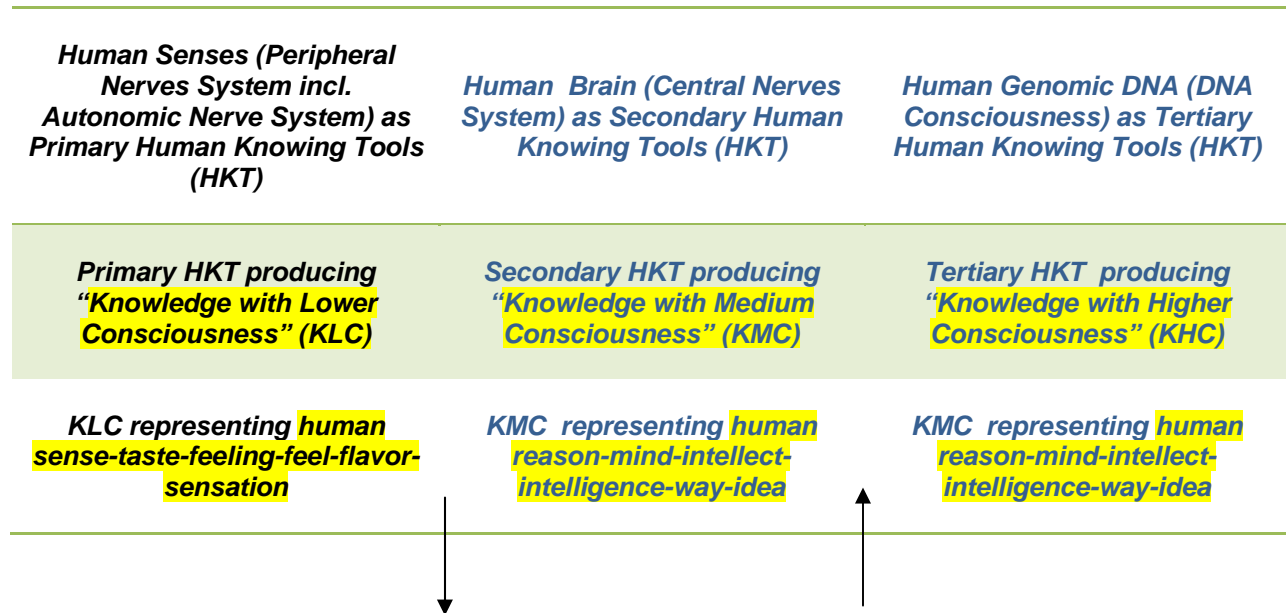 Human Senses (Peripheral
Nerves System incl.
Autonomic Nerve System) as
Primary Human Knowing Tools
(HKT)
Human Brain (Central Nerves
System) as Secondary Human
Knowing Tools (HKT)
Human Genomic DNA (DNA
Consciousness) as Tertiary
Human Knowing Tools (HKT)
Primary HKT producing
“Knowledge with Lower
Consciousness” (KLC)
Secondary HKT producing
“Knowledge with Medium
Consciousness” (KMC)
Tertiary HKT producing
“Knowledge with Higher
Consciousness” (KHC)
KLC representing human
sense-taste-feeling-feel-flavor-
sensation
KMC representing human
reason-mind-intellect-
intelligence-way-idea
KMC representing human
reason-mind-intellect-
intelligence-way-idea